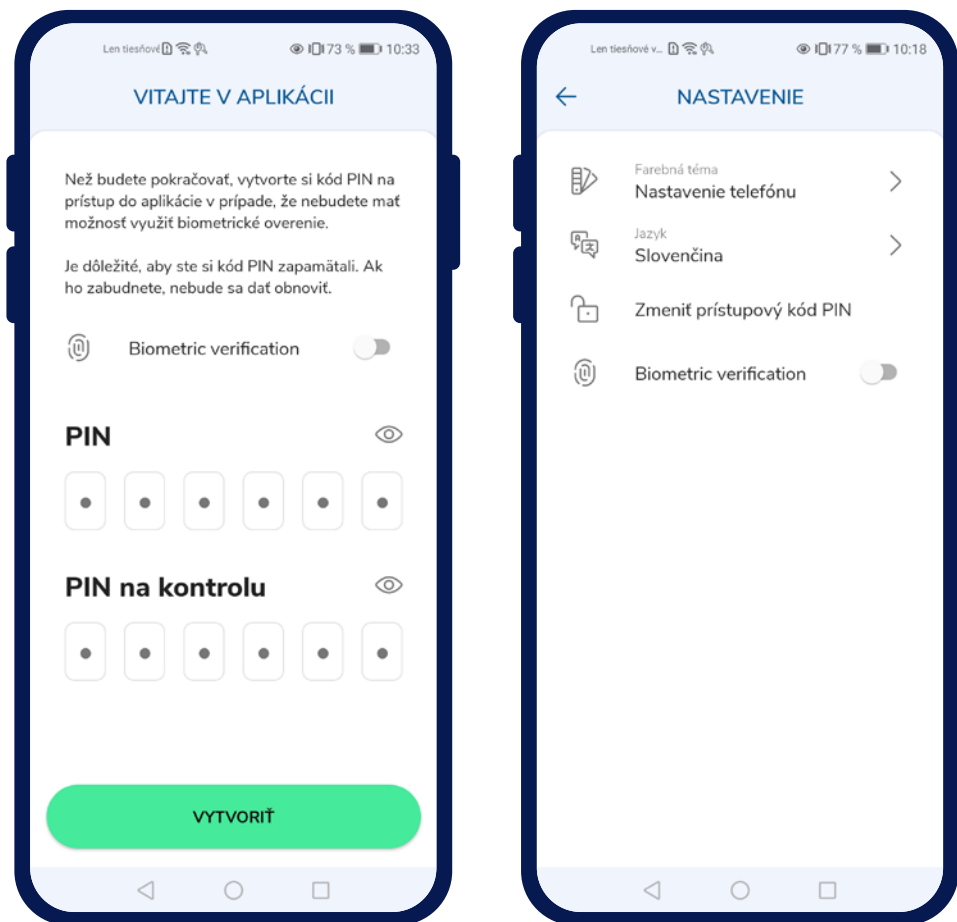 Len tiesňové 73 % 10:33
VITAJTE V APLIKÁCII
Než budete pokračovať, vytvorte si kód PIN na
prístup do aplikácie v prípade, že nebudete mať
možnosť využiť biometrické overenie.
Je dôležité, aby ste si kód PIN zapamätali. Ak
ho zabudnete, nebude sa dať obnoviť.
Biometric verification
PIN
PIN na kontrolu
VYTVORIŤ
Len tiesňové v... 77 % 10:18
NASTAVENIE
Farebná téma
Nastavenie telefónu
Jazyk
Slovenčina
Zmeniť prístupový kód PIN
Biometric verification